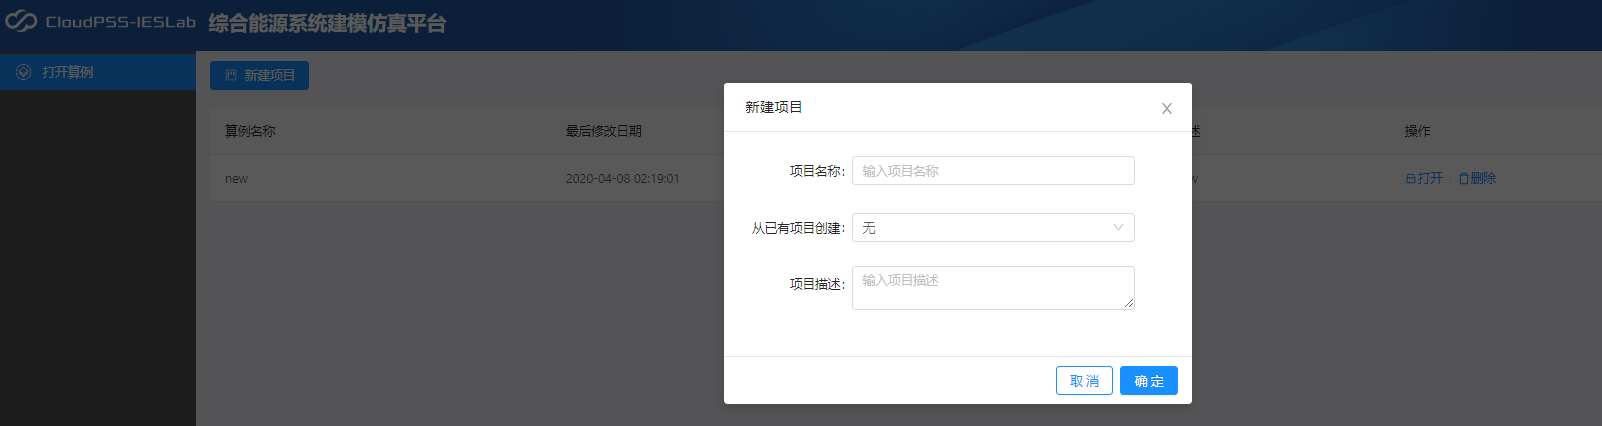 CloudPSS-IESLab 综合能源系统建模仿真平台
打开算例
新建项目
算例名称 最后修改日期 述 操作
new 2020-04-08 02:19:01 打开 删除
新建项目
项目名称: 输入项目名称
从已有项目创建: 无
项目描述: 输入项目描述
取消 确定